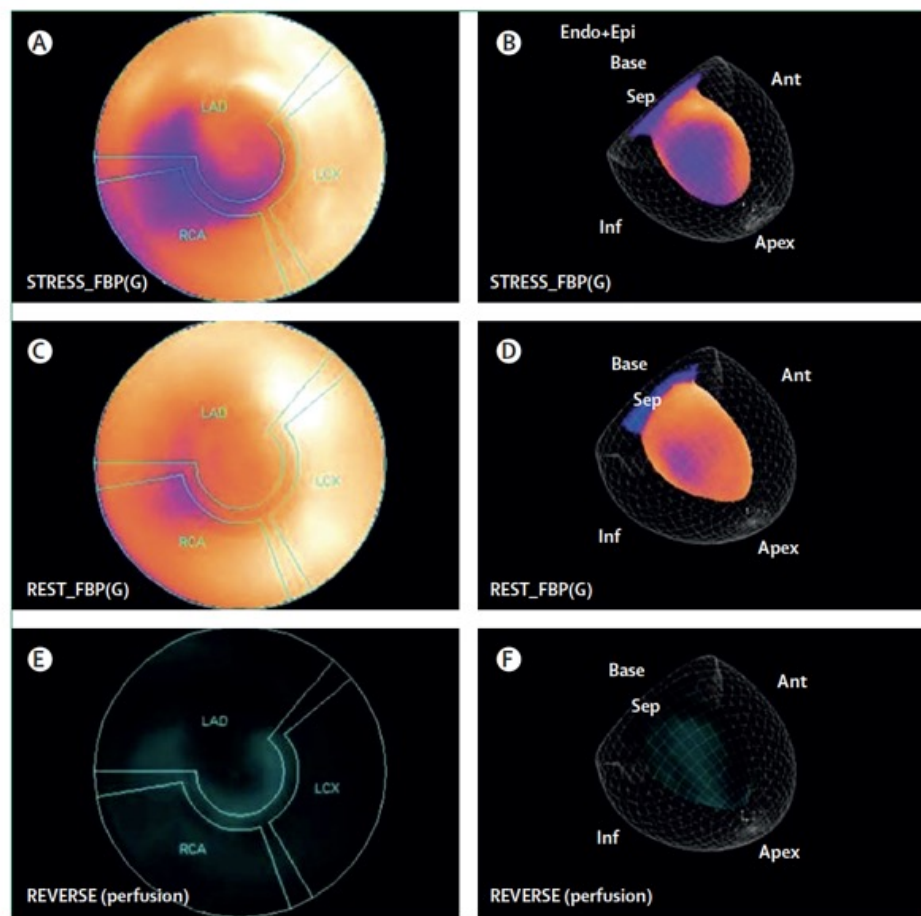 A
LAD
LCX
RCA
STRESS_FBP(G)
B
Endo+Epi
Base
Ant
Sep
Inf
Apex
STRESS_FBP(G)
C
LAD
LCX
RCA
REST_FBP(G)
D
Base
Ant
Sep
Inf
Apex
REST_FBP(G)
E
LAD
LCX
RCA
REVERSE (perfusion)
F
Base
Ant
Sep
Inf
Apex
REVERSE (perfusion)